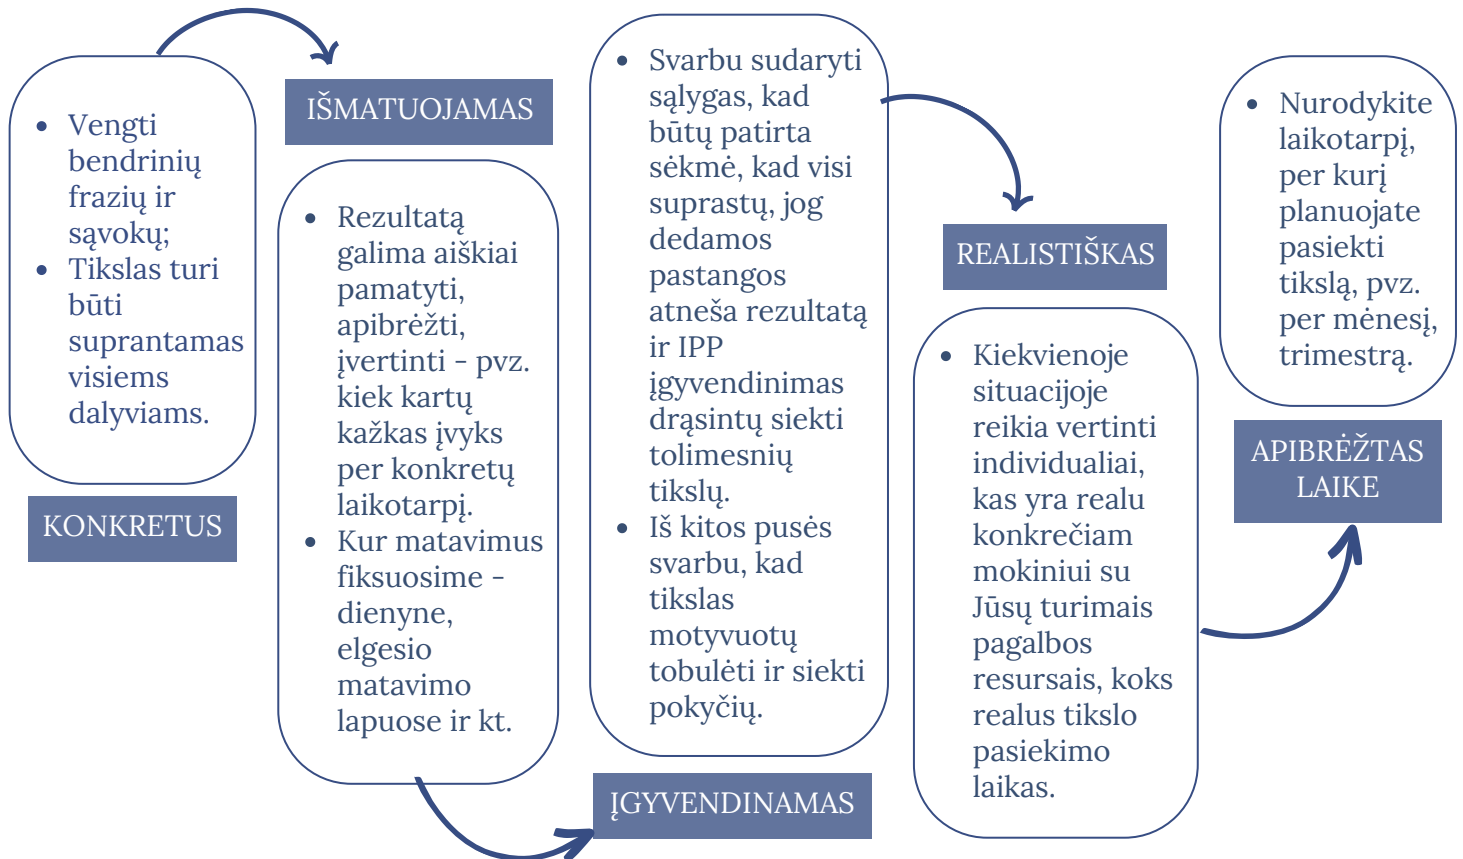 Vengti
bendrinių
frazių ir
sąvokų;
Tikslas turi
būti
suprantamas
visiems
dalyviams.
KONKRETUS
IŠMATUOJAMAS
Rezultatą
galima aiškiai
pamatyti,
apibrėžti,
įvertinti - pvz.
kiek kartų
kažkas įvyks
per konkretų
laikotarpį.
Kur matavimus
fiksuosime -
dienyne,
elgesio
matavimo
lapuose ir kt.
Svarbu sudaryti
sąlygas, kad
būtų patirta
sėkmė, kad visi
suprastų, jog
dedamos
pastangos
atneša rezultatą
ir IPP
įgyvendinimas
drąsintų siekti
tolimesnių
tikslų.
Iš kitos pusės
svarbu, kad
tikslas
motyvuotų
tobulėti ir siekti
pokyčių.
ĮGYVENDINAMAS
REALISTIŠKAS
Kiekvienoje
situacijoje
reikia vertinti
individualiai,
kas yra realu
konkrečiam
mokiniui su
Jūsų turimais
pagalbos
resursais, koks
realus tikslo
pasiekimo
laikas.
Nurodykite
laikotarpį,
per kurį
planuojate
pasiekti
tikslą, pvz.
per mėnesį,
trimestrą.
APIBRĖŽTAS
LAIKE